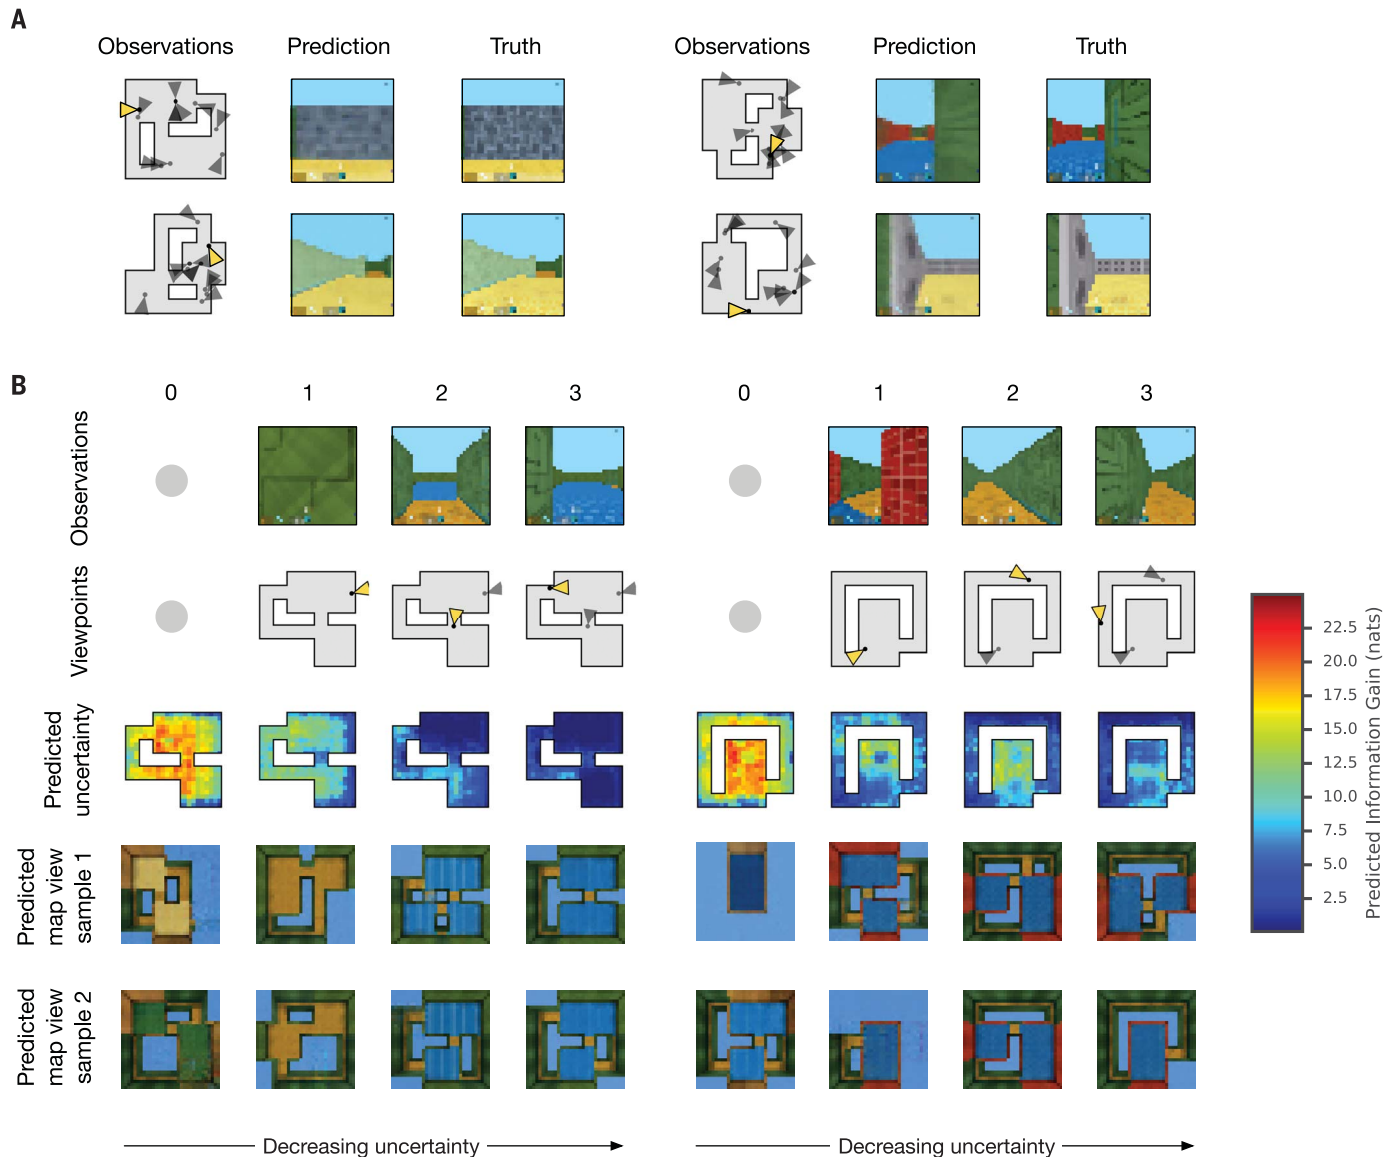 A
Observations Prediction Truth Observations Prediction Truth
B
0 1 2 3 0 1 2 3
Observations
Viewpoints
Predicted
uncertainty
Predicted
map view
sample 1
Predicted
map view
sample 2
22.5
20.0
17.5
15.0
12.5
10.0
7.5
5.0
2.5
Predicted Information Gain (nats)
Decreasing uncertainty Decreasing uncertainty